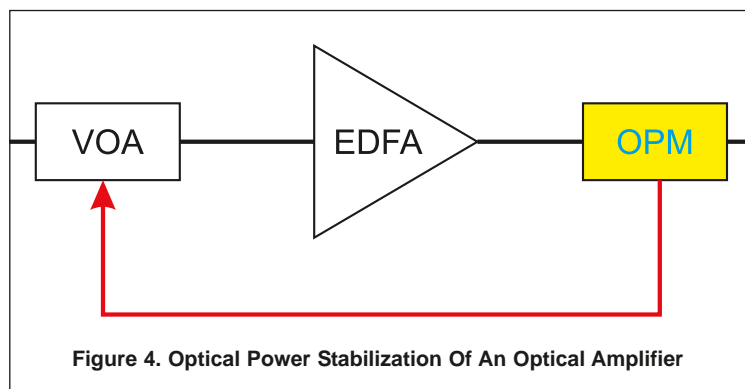 VOA
EDFA
OPM
Figure 4. Optical Power Stabilization Of An Optical Amplifier